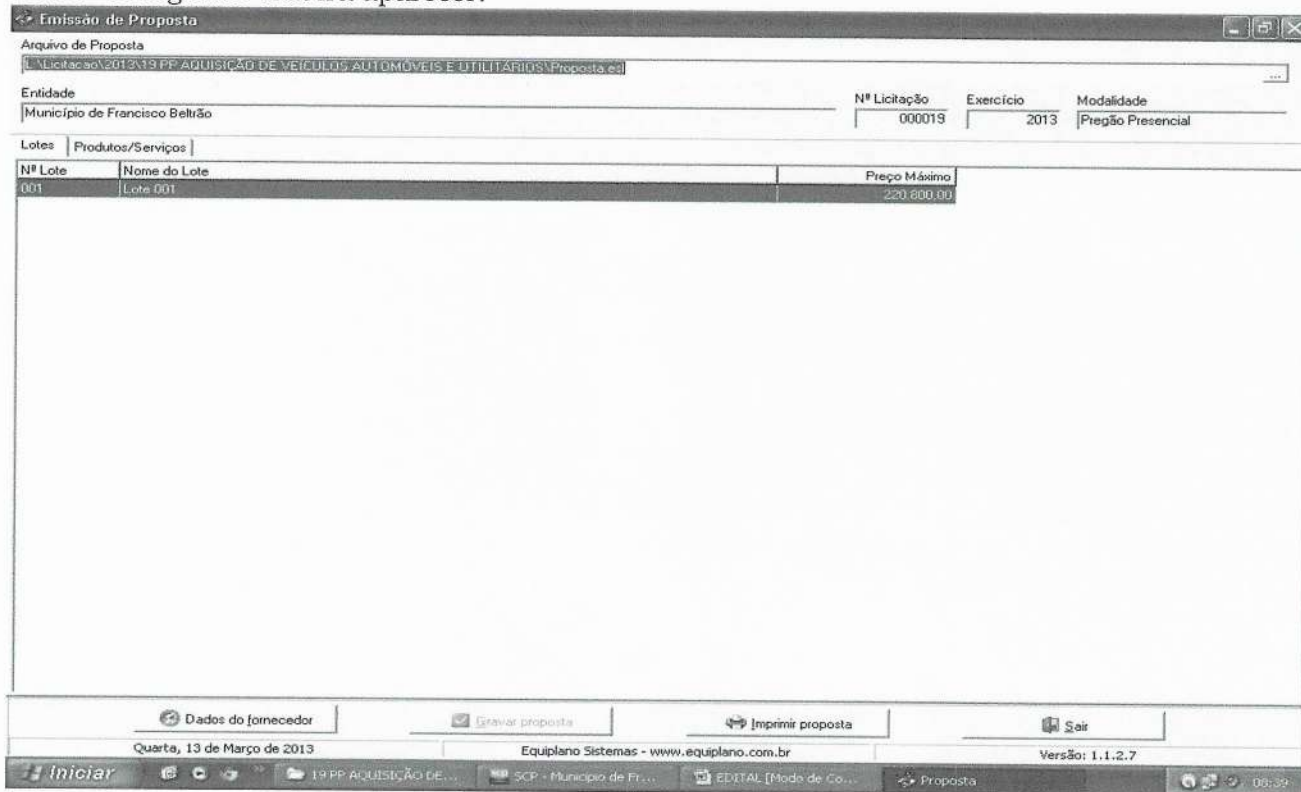 Emissão de Proposta
Arquivo de Proposta
L:\Licitacao\2013\19 PP AQUISIÇÃO DE VEÍCULOS AUTOMÓVEIS E UTILITÁRIOS\Proposta.esl
...
Entidade
Nº Licitação Exercício Modalidade
Município de Francisco Beltrão 000019 2013 Pregão Presencial
Lotes Produtos/Serviços
Nº Lote Nome do Lote Preço Máximo
001 Lote 001 220.800,00
Dados do fornecedor Gravar proposta Imprimir proposta Sair
Quarta, 13 de Março de 2013 Equiplano Sistemas - www.equiplano.com.br Versão: 1.1.2.7
Iniciar 19 PP AQUISIÇÃO DE... SCP - Município de Fr... EDITAL [Modo de Co... Proposta 08:39